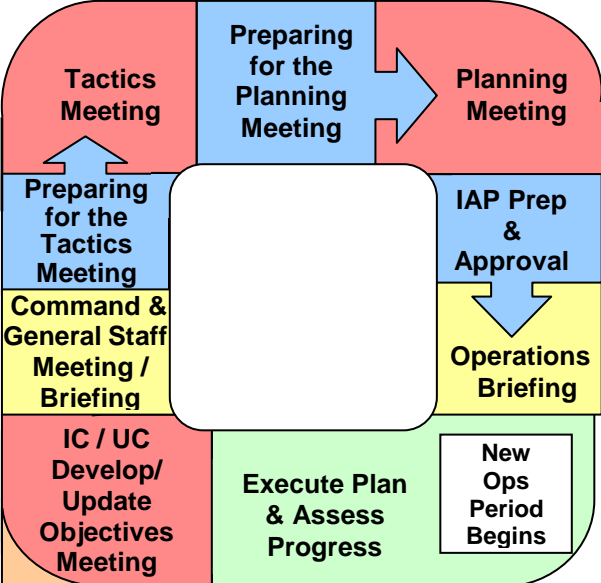 Tactics
Meeting
Preparing
for the
Planning
Meeting
Planning
Meeting
Preparing
for the
Tactics
Meeting
IAP Prep
&
Approval
Command &
General Staff
Meeting /
Briefing
Operations
Briefing
IC / UC
Develop/
Update
Objectives
Meeting
Execute Plan
& Assess
Progress
New
Ops
Period
Begins